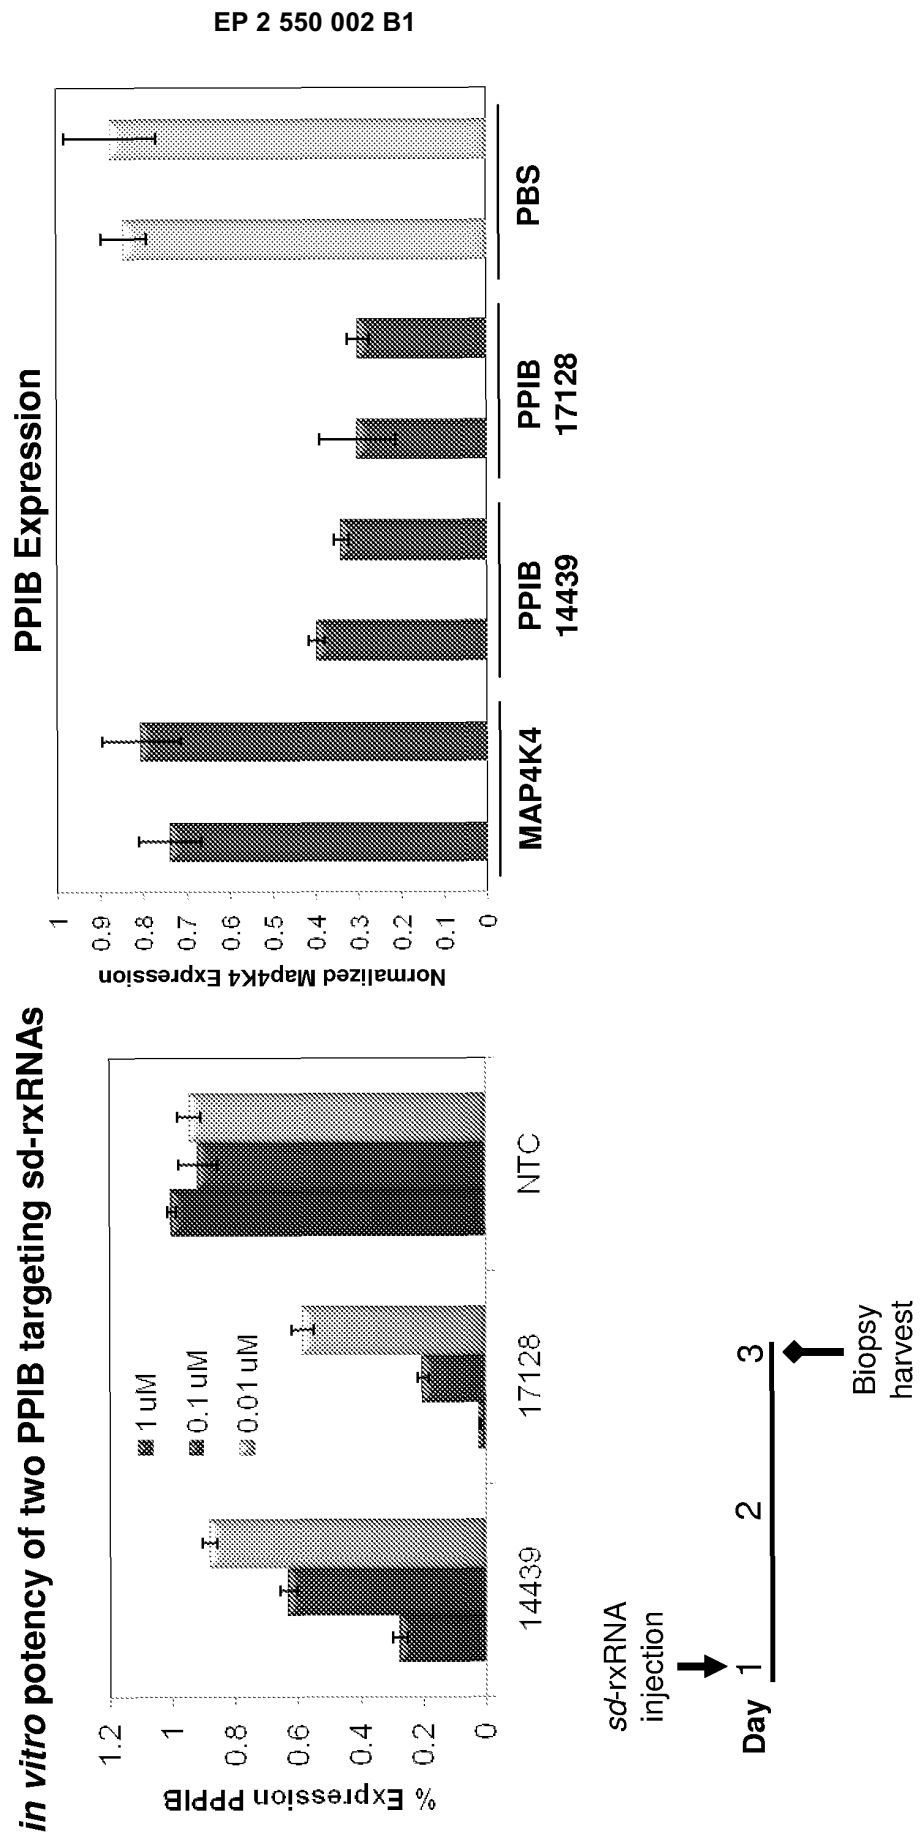 EP 2 550 002 B1
in vitro potency of two PPIB targeting sd-rxRNAs
% Expression PPPIB
1.2
1
0.8
0.6
0.4
0.2
0
1 uM
0.1 uM
0.01 uM
14439
17128
NTC
PPIB Expression
Normalized Map4K4 Expression
1
0.9
0.8
0.7
0.6
0.5
0.4
0.3
0.2
0.1
0
MAP4K4
PPIB
14439
PPIB
17128
PBS
sd-rxRNA
injection
Day 1 2 3
Biopsy
harvest